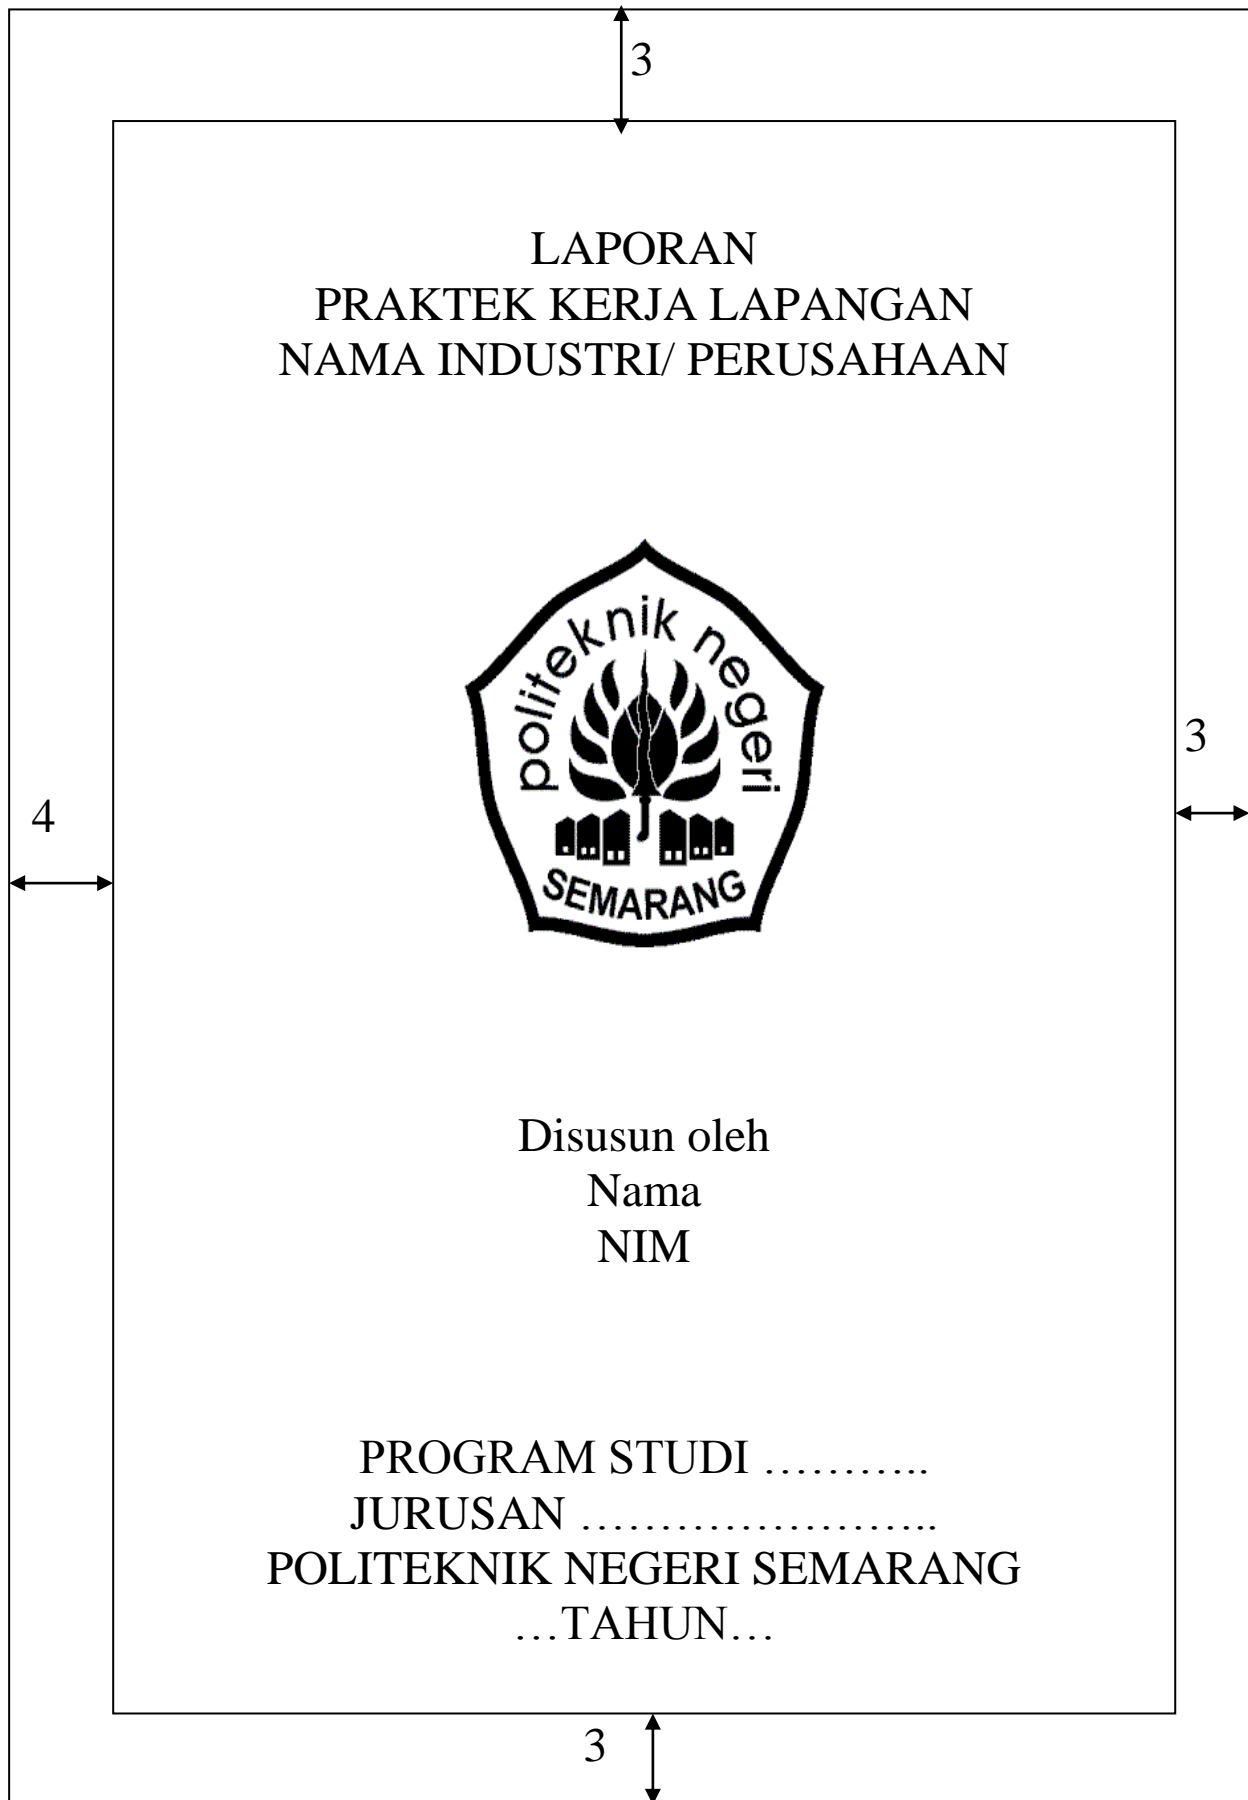 3
LAPORAN
PRAKTEK KERJA LAPANGAN
NAMA INDUSTRI/ PERUSAHAAN
politeknik negeri
SEMARANG
3
4
Disusun oleh
Nama
NIM
PROGRAM STUDI ………..
JURUSAN …………………..
POLITEKNIK NEGERI SEMARANG
…TAHUN…
3